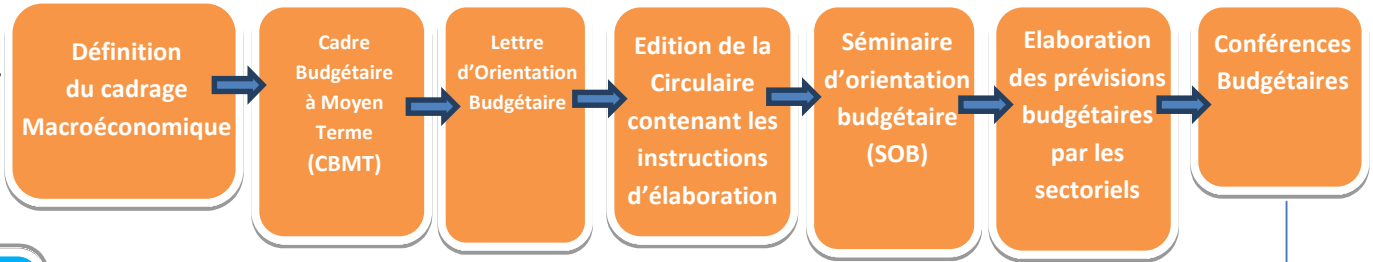 Définition
du cadrage
Macroéconomique
Cadre
Budgétaire
à Moyen
Terme
(CBMT)
Lettre
d’Orientation
Budgétaire
Edition de la
Circulaire
contenant les
instructions
d’élaboration
Séminaire
d’orientation
budgétaire
(SOB)
Elaboration
des prévisions
budgétaires
par les
sectoriels
Conférences
Budgétaires